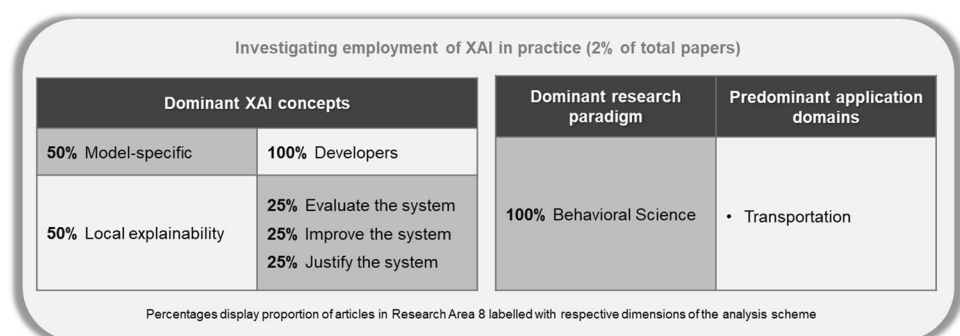 Investigating employment of XAI in practice (2% of total papers)
Dominant XAI concepts
50% Model-specific
100% Developers
50% Local explainability
25% Evaluate the system
25% Improve the system
25% Justify the system
Dominant research
paradigm
Predominant application
domains
100% Behavioral Science
• Transportation
Percentages display proportion of articles in Research Area 8 labelled with respective dimensions of the analysis scheme